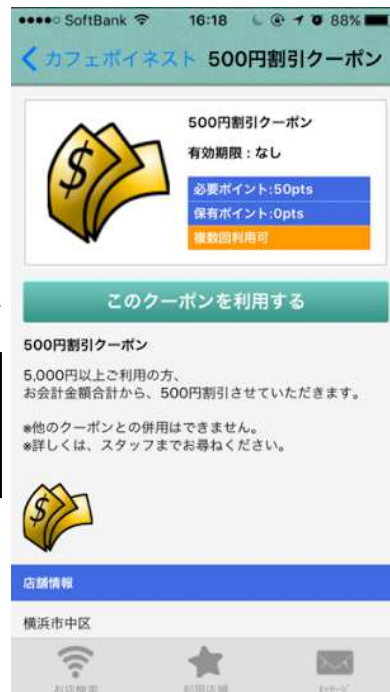 ●●●●○ SoftBank 16:18 88%
カフェポイネスト 500円割引クーポン
500円割引クーポン
有効期限：なし
必要ポイント:50pts
保有ポイント:0pts
複数回利用可
このクーポンを利用する
500円割引クーポン
5,000円以上ご利用の方、
お会計金額合計から、500円割引させていただきます。
※他のクーポンとの併用はできません。
※詳しくは、スタッフまでお尋ねください。
店舗情報
横浜市中区